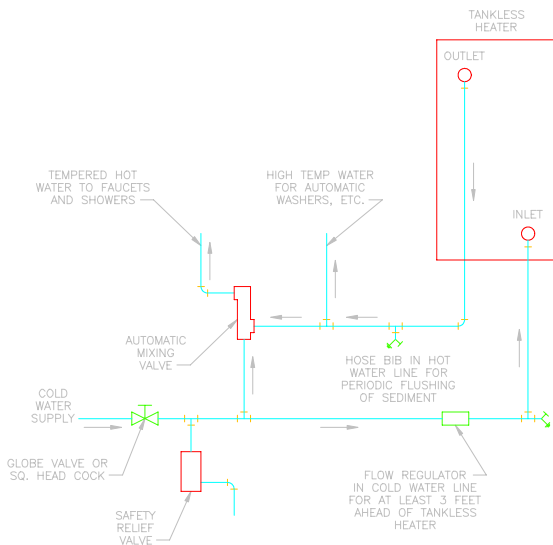 TANKLESS
HEATER
OUTLET
TEMPERED HOT
WATER TO FAUCETS
AND SHOWERS
HIGH TEMP WATER
FOR AUTOMATIC
WASHERS, ETC.
INLET
AUTOMATIC
MIXING
VALVE
HOSE BIB IN HOT
WATER LINE FOR
PERIODIC FLUSHING
OF SEDIMENT
COLD
WATER
SUPPLY
GLOBE VALVE OR
SQ. HEAD COCK
FLOW REGULATOR
IN COLD WATER LINE
FOR AT LEAST 3 FEET
AHEAD OF TANKLESS
HEATER
SAFETY
RELIEF
VALVE